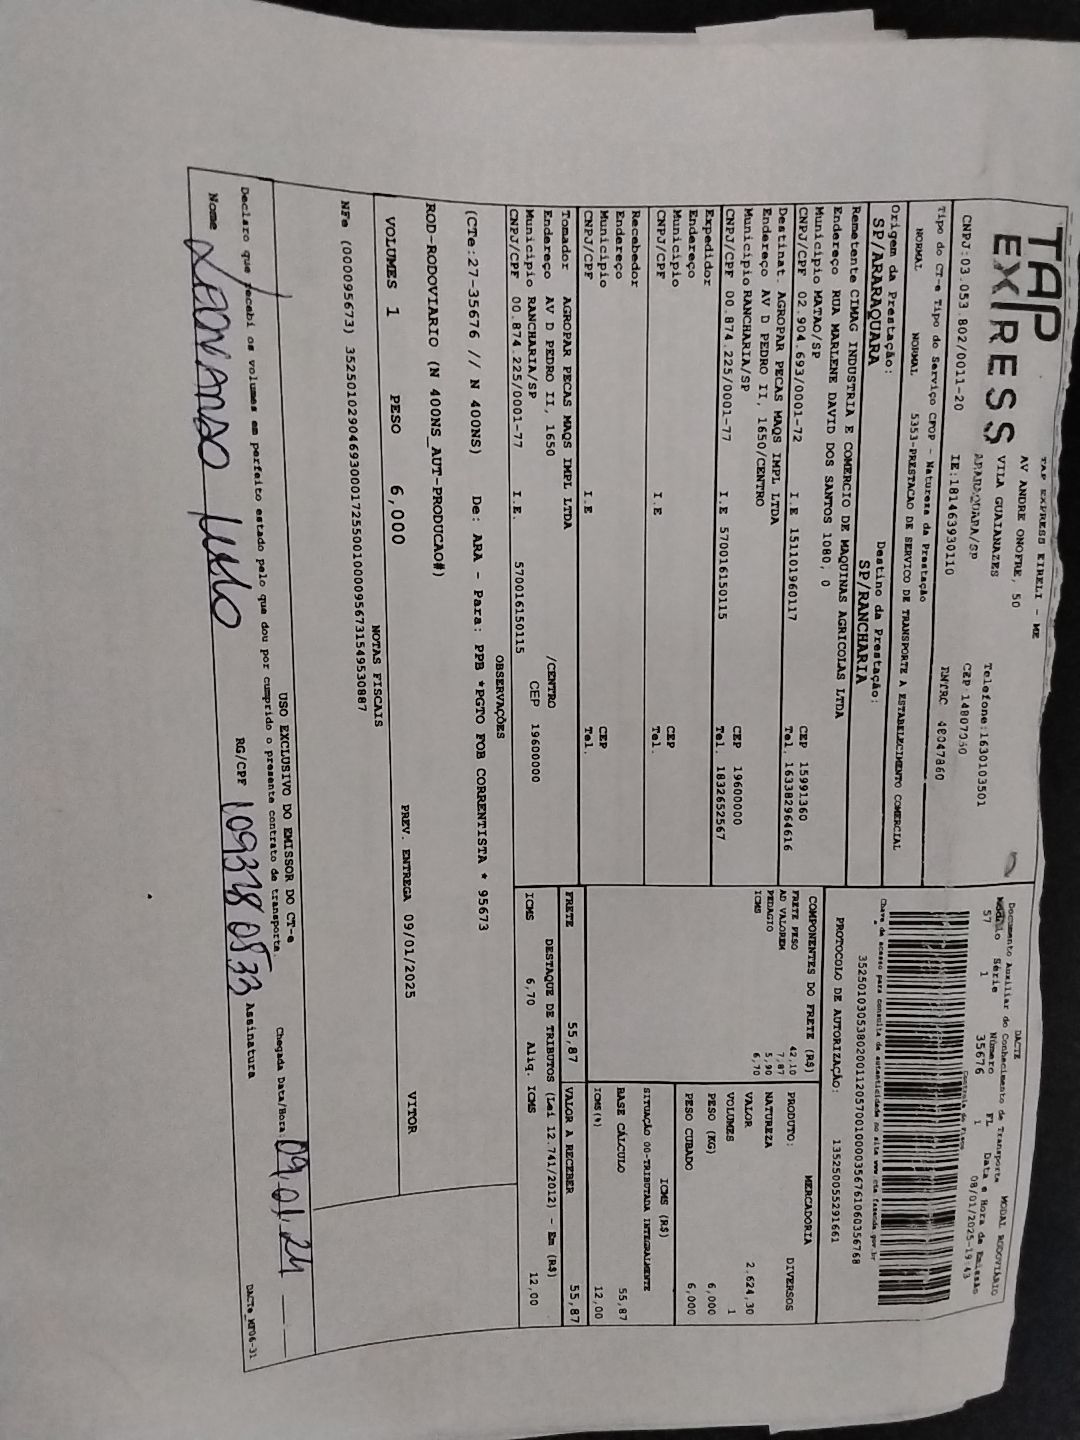 TAP EXPRESS
TAP EXPRESS EIRELI - ME
AV ANDRE ONOFRE, 50
VILA GUAIANAZES
ARARAQUARA/SP
Telefone:1630103501
CEP 14807060
CNPJ:03.053.802/0011-20
IE:181463930110
RNTRC 48047860
Tipo do CT-e Tipo do Serviço CFOP - Natureza da Prestação
NORMAL NORMAL 5353-PRESTACAO DE SERVICO DE TRANSPORTE A ESTABELECIMENTO COMERCIAL
Origem da Prestação: Destino da Prestação:
SP/ARARAQUARA SP/RANCHARIA
Remetente CIMAG INDUSTRIA E COMERCIO DE MAQUINAS AGRICOLAS LTDA
Endereço RUA MARLENE DAVID DOS SANTOS 1080, 0
Município MATAO/SP CEP 15991360
CNPJ/CPF 02.904.693/0001-72 I.E 151101960117 Tel. 163382964616
Destinat. AGROPAR PECAS MAQS IMPL LTDA
Endereço AV D PEDRO II, 1650/CENTRO
Município RANCHARIA/SP CEP 19600000
CNPJ/CPF 00.874.225/0001-77 I.E 570016150115 Tel. 1832652567
Expedidor
Endereço
Município CEP
CNPJ/CPF I.E Tel.
Recebedor
Endereço
Município CEP
CNPJ/CPF I.E Tel.
Tomador AGROPAR PECAS MAQS IMPL LTDA
Endereço AV D PEDRO II, 1650 /CENTRO
Município RANCHARIA/SP CEP 19600000
CNPJ/CPF 00.874.225/0001-77 I.E. 570016150115
DACTE
Documento Auxiliar do Conhecimento de Transporte MODAL RODOVIÁRIO
Modelo Série Número FL Data e Hora de Emissão
57 1 35676 1 08/01/2025-19:43
Controle do Fisco
Chave de acesso para consulta de autenticidade no site www.cte.fazenda.gov.br
35250103053802001120570010000356761060356768
PROTOCOLO DE AUTORIZAÇÃO: 135250055291661
COMPONENTES DO FRETE (R$)
FRETE PESO 42,10
AD VALOREM 7,87
PEDAGIO 5,90
ICMS 6,70
MERCADORIA
PRODUTO: DIVERSOS
NATUREZA
VALOR 2.624,30
VOLUMES 1
PESO (KG) 6,000
PESO CUBADO 6,000
ICMS (R$)
SITUAÇÃO 00-TRIBUTADA INTEGRALMENTE
BASE CÁLCULO 55,87
ICMS(%) 12,00
FRETE 55,87 VALOR A RECEBER 55,87
DESTAQUE DE TRIBUTOS (Lei 12.741/2012) - Em (R$)
ICMS 6,70 Aliq. ICMS 12,00
OBSERVAÇÕES
(CTe:27-35676 // N 400NS) De: ARA - Para: PPB *PGTO FOB CORRENTISTA * 95673
ROD-RODOVIARIO (N 400NS_AUT-PRODUCAO#)
VOLUMES 1 PESO 6,000 PREV. ENTREGA 09/01/2025 VITOR
NOTAS FISCAIS
NFe (000095673) 35250102904693000172550010000956731549530887
USO EXCLUSIVO DO EMISSOR DO CT-e
Declaro que recebi os volumes em perfeito estado pelo que dou por cumprido o presente contrato de transporte.
Chegada Data/Hora: 09,01,24
Nome RG/CPF 1093780533 Assinatura
DACTe_MT06-31